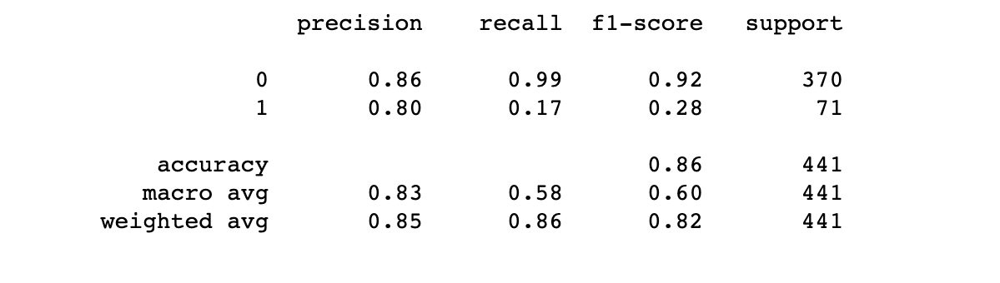 precision recall f1-score support
0 0.86 0.99 0.92 370
1 0.80 0.17 0.28 71
accuracy 0.86 441
macro avg 0.83 0.58 0.60 441
weighted avg 0.85 0.86 0.82 441